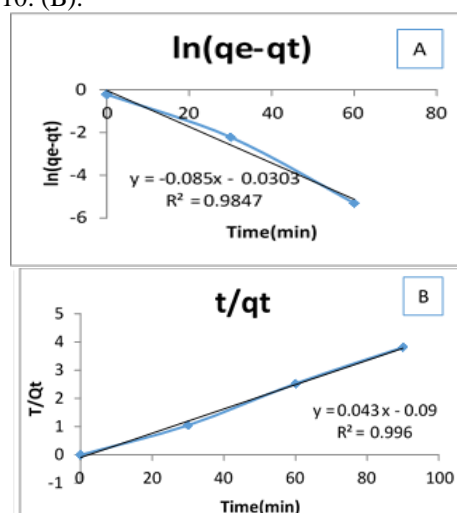 10. (B).
ln(qe-qt)
A
0
0 20 40 60 80
-2
-4
-6
ln(qe-qt)
y = -0.085x - 0.0303
R² = 0.9847
Time(min)
t/qt
B
5
4
3
2
1
0
-1
T/Qt
y = 0.043x - 0.09
R² = 0.996
0 20 40 60 80 100
Time(min)